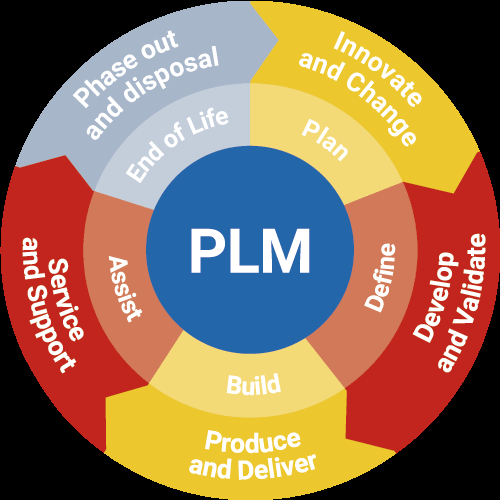 PLM
Innovate
and Change
Plan
Develop
and Validate
Define
Produce
and Deliver
Build
Service
and Support
Assist
Phase out
and disposal
End of Life